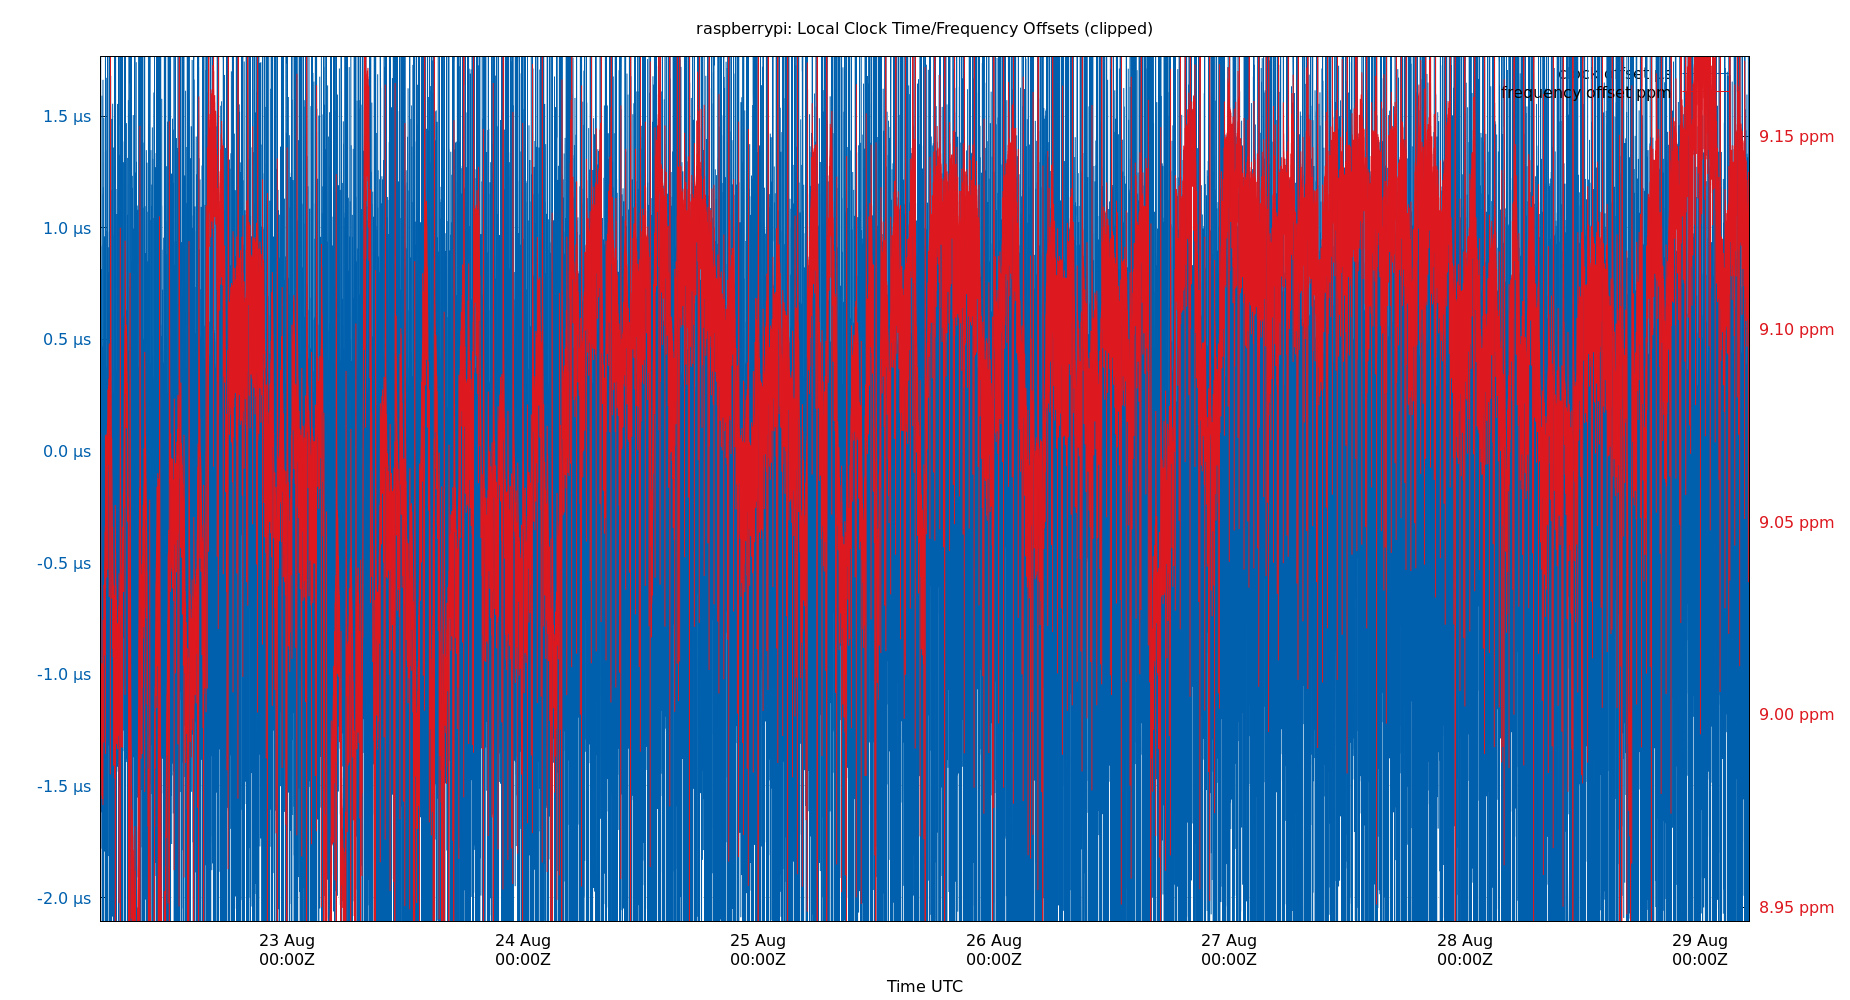 raspberrypi: Local Clock Time/Frequency Offsets (clipped)
clock offset µs
frequency offset ppm
1.5 µs
1.0 µs
0.5 µs
0.0 µs
-0.5 µs
-1.0 µs
-1.5 µs
-2.0 µs
9.15 ppm
9.10 ppm
9.05 ppm
9.00 ppm
8.95 ppm
23 Aug
00:00Z
24 Aug
00:00Z
25 Aug
00:00Z
26 Aug
00:00Z
27 Aug
00:00Z
28 Aug
00:00Z
29 Aug
00:00Z
Time UTC